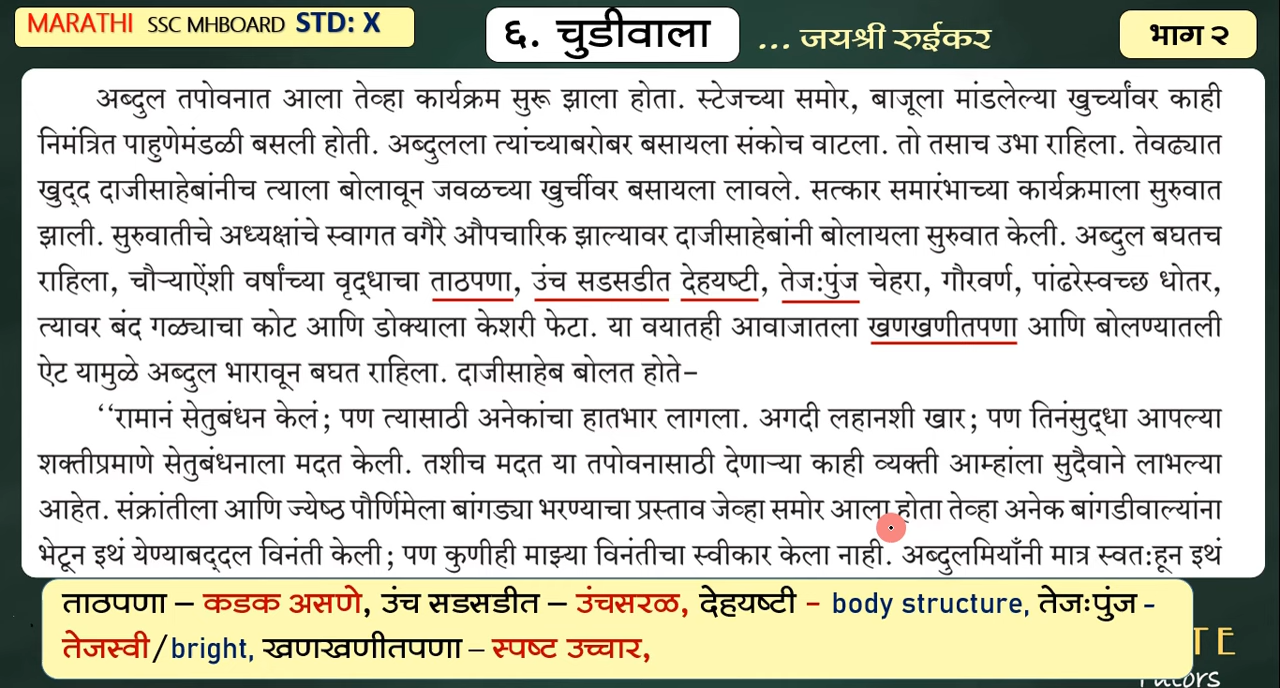 MARATHI SSC MHBOARD STD: X
६. चुडीवाला
... जयश्री रुईकर
भाग २
अब्दुल तपोवनात आला तेव्हा कार्यक्रम सुरू झाला होता. स्टेजच्या समोर, बाजूला मांडलेल्या खुर्च्यांवर काही
निमंत्रित पाहुणेमंडळी बसली होती. अब्दुलला त्यांच्याबरोबर बसायला संकोच वाटला. तो तसाच उभा राहिला. तेवढ्यात
खुद्द दाजीसाहेबांनीच त्याला बोलावून जवळच्या खुर्चीवर बसायला लावले. सत्कार समारंभाच्या कार्यक्रमाला सुरुवात
झाली. सुरुवातीचे अध्यक्षांचे स्वागत वगैरे औपचारिक झाल्यावर दाजीसाहेबांनी बोलायला सुरुवात केली. अब्दुल बघतच
राहिला, चौऱ्याऐंशी वर्षांच्या वृद्धाचा ताठपणा, उंच सडसडीत देहयष्टी, तेज:पुंज चेहरा, गौरवर्ण, पांढरेस्वच्छ धोतर,
त्यावर बंद गळ्याचा कोट आणि डोक्याला केशरी फेटा. या वयातही आवाजातला खणखणीतपणा आणि बोलण्यातली
ऐट यामुळे अब्दुल भारावून बघत राहिला. दाजीसाहेब बोलत होते–
‘‘रामानं सेतुबंधन केलं; पण त्यासाठी अनेकांचा हातभार लागला. अगदी लहानशी खार; पण तिनंसुद्धा आपल्या
शक्तीप्रमाणे सेतुबंधनाला मदत केली. तशीच मदत या तपोवनासाठी देणाऱ्या काही व्यक्ती आम्हांला सुदैवाने लाभल्या
आहेत. संक्रांतीला आणि ज्येष्ठ पौर्णिमेला बांगड्या भरण्याचा प्रस्ताव जेव्हा समोर आला होता तेव्हा अनेक बांगडीवाल्यांना
भेटून इथं येण्याबद्दल विनंती केली; पण कुणीही माझ्या विनंतीचा स्वीकार केला नाही. अब्दुलमियाँनी मात्र स्वत:हून इथं
ताठपणा – कडक असणे, उंच सडसडीत – उंचसरळ, देहयष्टी – body structure, तेजःपुंज -
तेजस्वी/bright, खणखणीतपणा – स्पष्ट उच्चार,